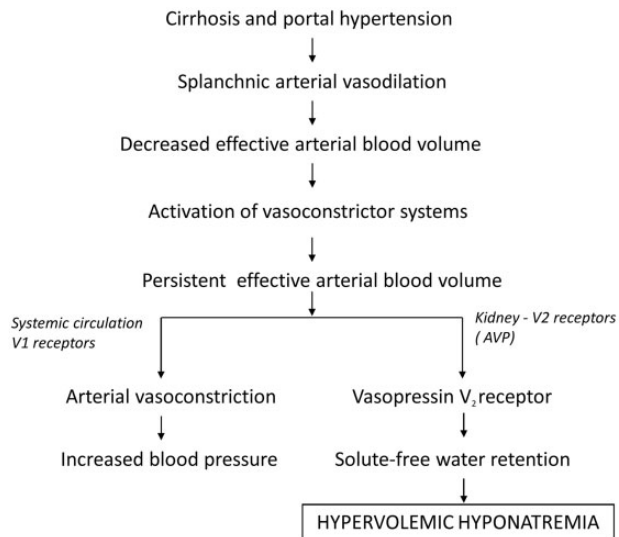 Cirrhosis and portal hypertension
Splanchnic arterial vasodilation
Decreased effective arterial blood volume
Activation of vasoconstrictor systems
Persistent effective arterial blood volume
Systemic circulation
V1 receptors
Kidney - V2 receptors
( AVP)
Arterial vasoconstriction
Vasopressin V₂ receptor
Increased blood pressure
Solute-free water retention
HYPERVOLEMIC HYPONATREMIA